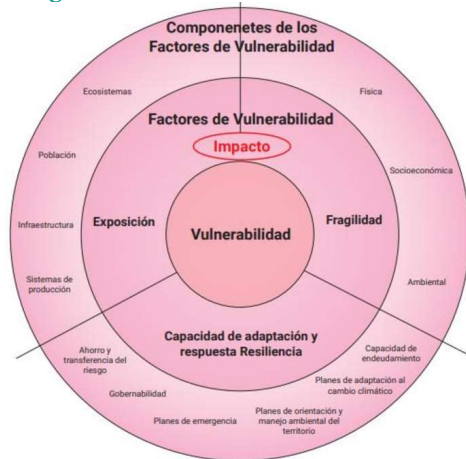 Componenetes de los
Factores de Vulnerabilidad
Ecosistemas
Física
Factores de Vulnerabilidad
Impacto
Población
Socioeconómica
Infraestructura
Exposición
Vulnerabilidad
Fragilidad
Sistemas de
producción
Ambiental
Capacidad de adaptación y
respuesta Resiliencia
Ahorro y
transferencia del
riesgo
Capacidad de
endeudamiento
Gobernabilidad
Planes de adaptación al
cambio climático
Planes de emergencia
Planes de orientación y
manejo ambiental del
territorio